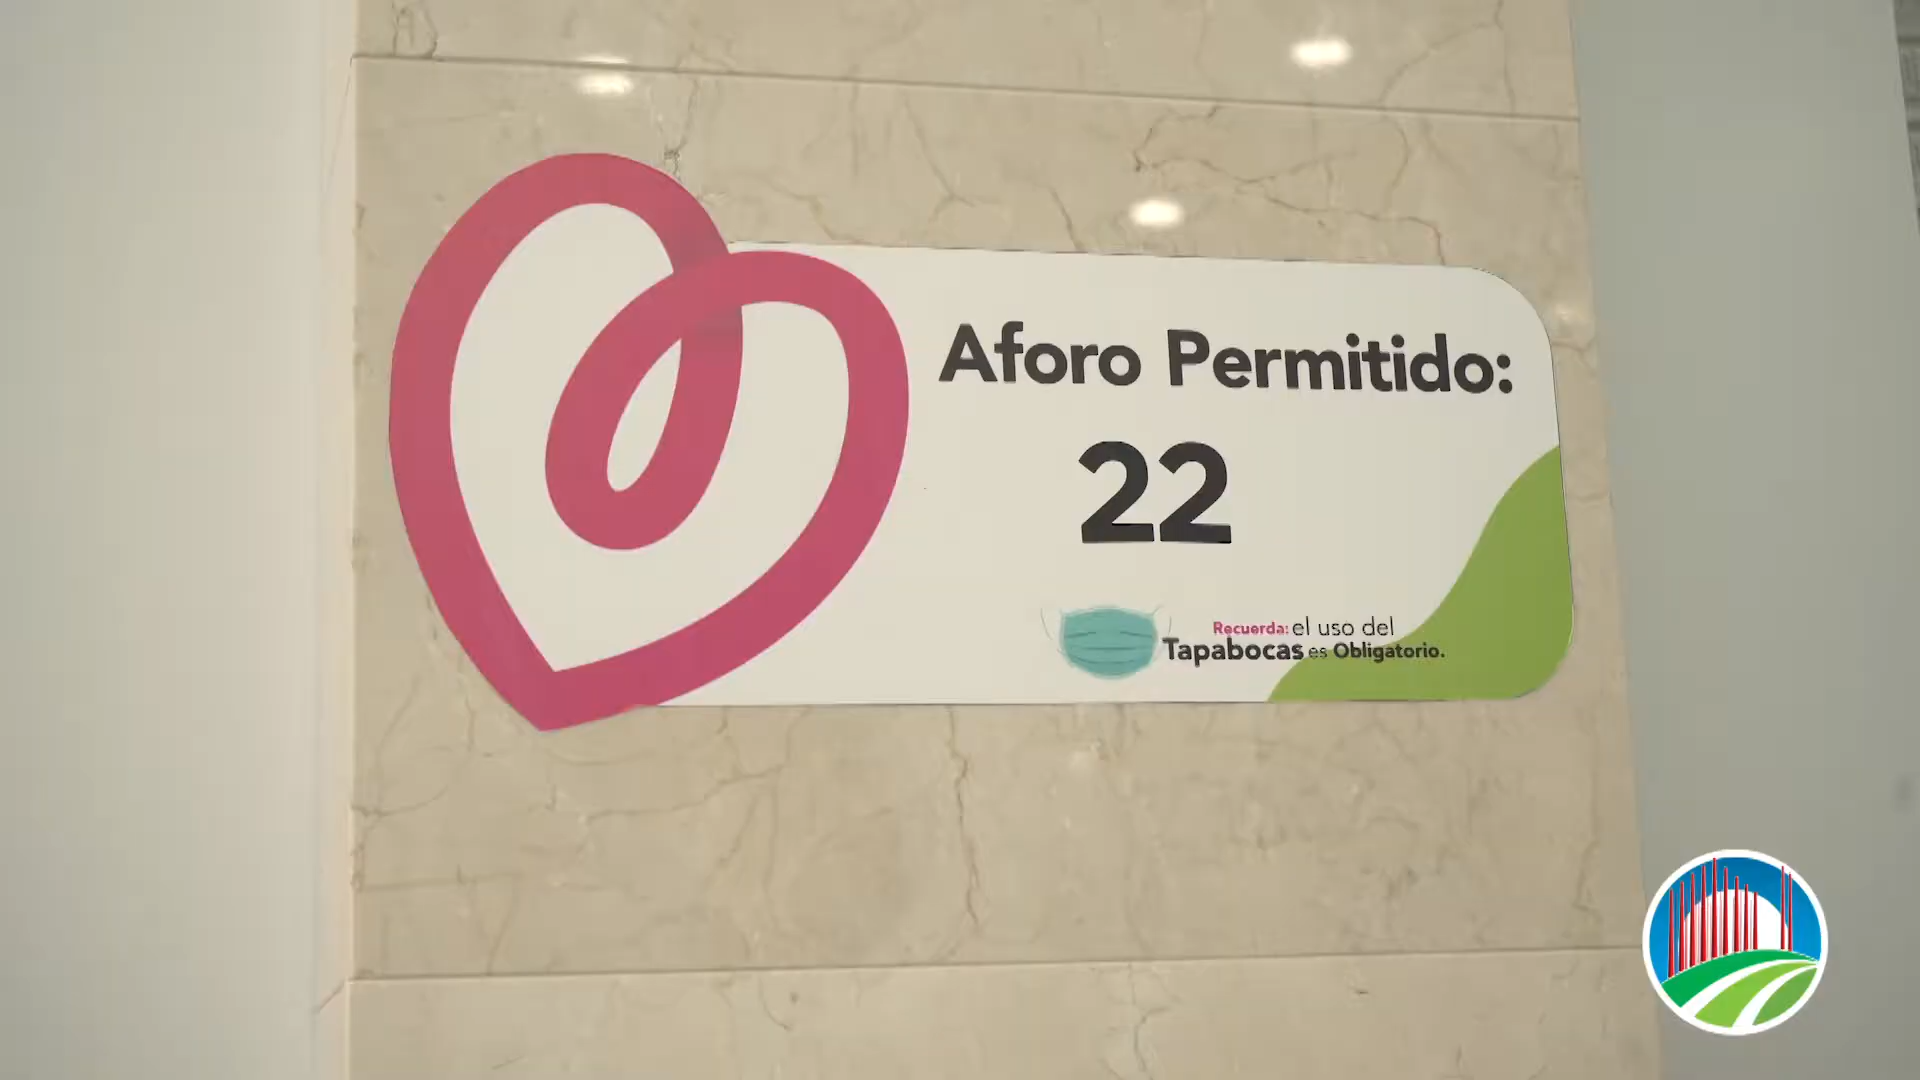 Aforo Permitido:
22
Recuerda: el uso del
Tapabocas es Obligatorio.